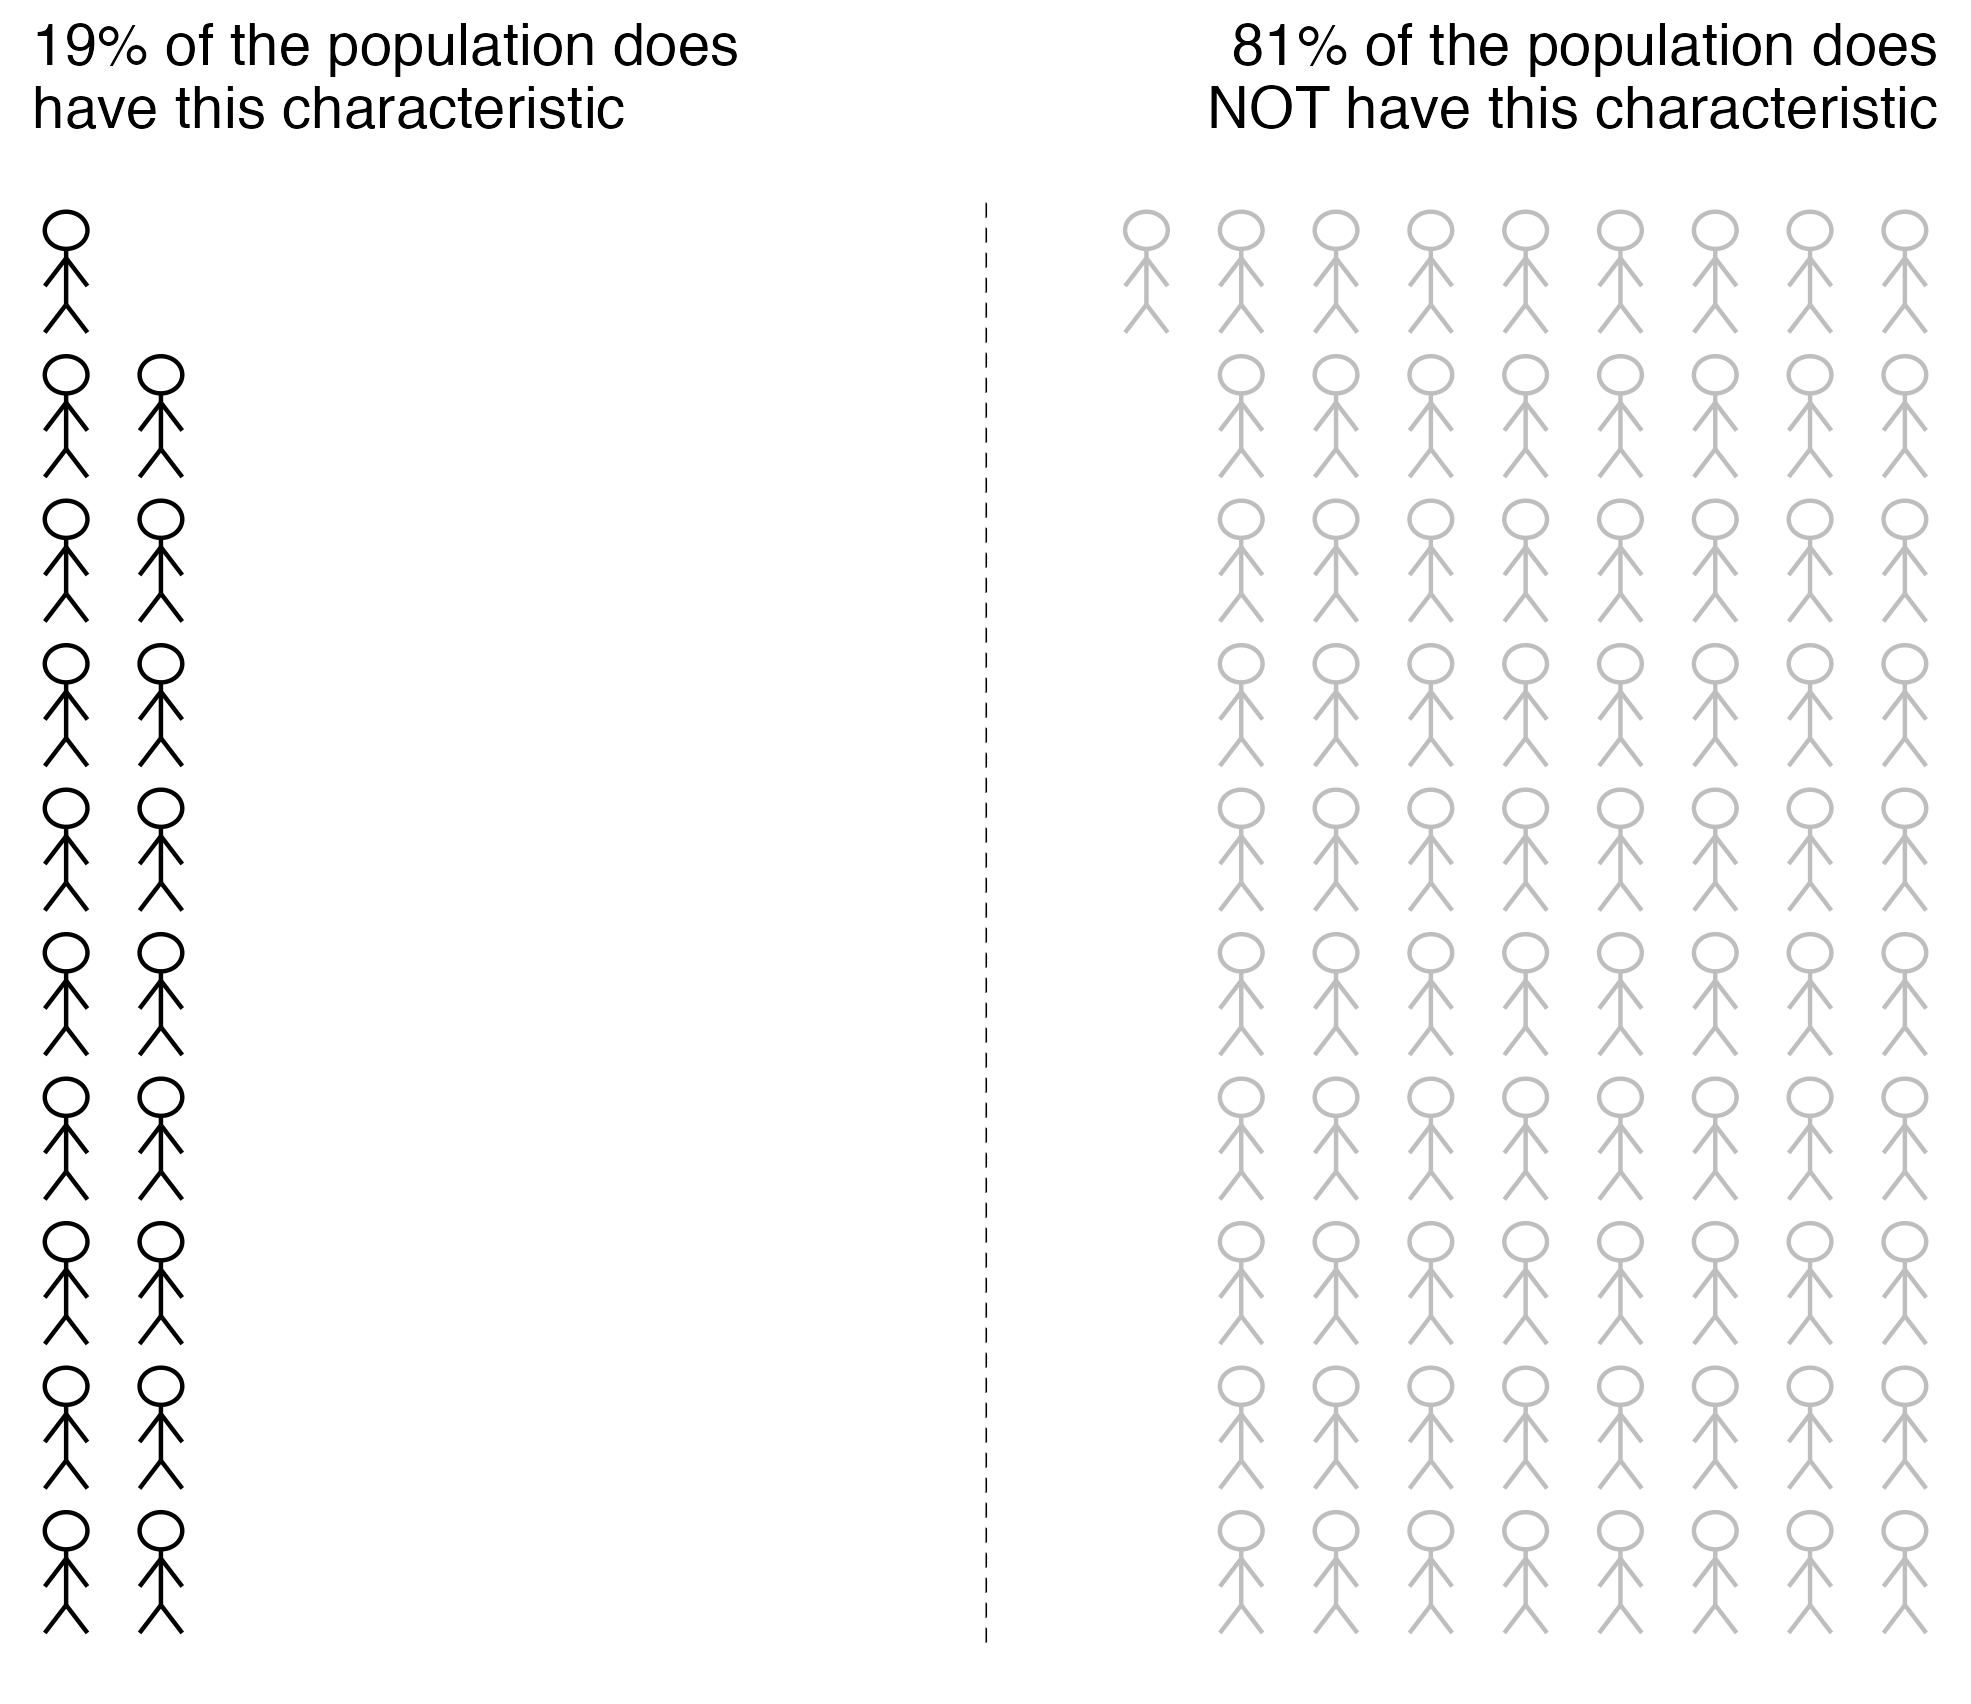 19% of the population does
have this characteristic
81% of the population does
NOT have this characteristic